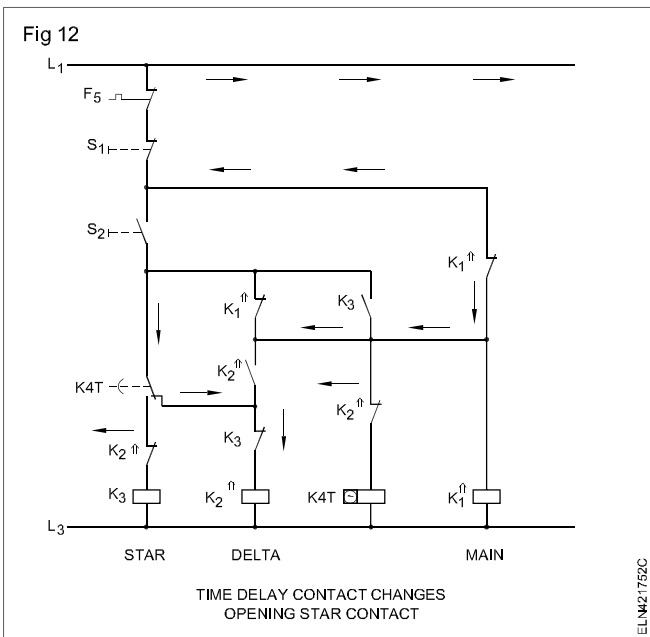 Fig 12
L1
F5
S1
S2
K1⇑
K1⇑
K3
K2⇑
K4T
K2⇑
K2⇑
K3
K3
K2⇑
K4T
K1⇑
L3
STAR
DELTA
MAIN
TIME DELAY CONTACT CHANGES
OPENING STAR CONTACT
ELN421752C